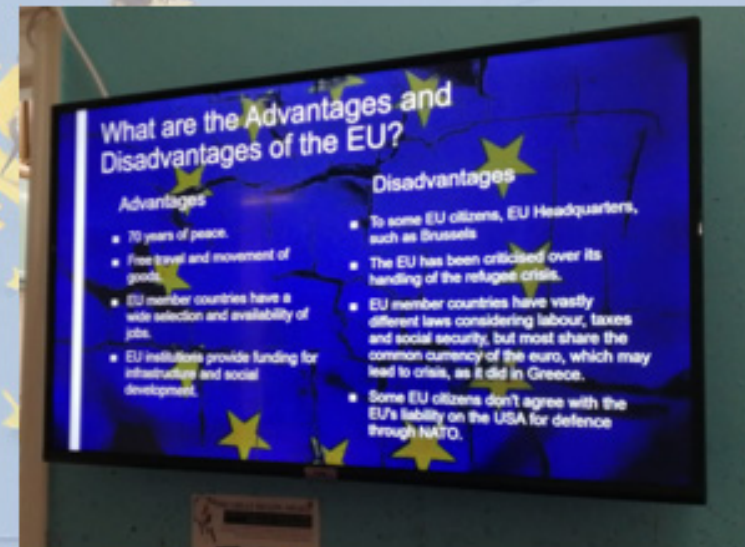 What are the Advantages and
Disadvantages of the EU?
Advantages
70 years of peace.
Free travel and movement of
goods.
EU member countries have a
wide selection and availability of
jobs.
EU institutions provide funding for
infrastructure and social
development.
Disadvantages
To some EU citizens, EU Headquarters,
such as Brussels
The EU has been criticised over its
handling of the refugee crisis.
EU member countries have vastly
different laws considering labour, taxes
and social security, but most share the
common currency of the euro, which may
lead to crisis, as it did in Greece.
Some EU citizens don't agree with the
EU's liability on the USA for defence
through NATO.